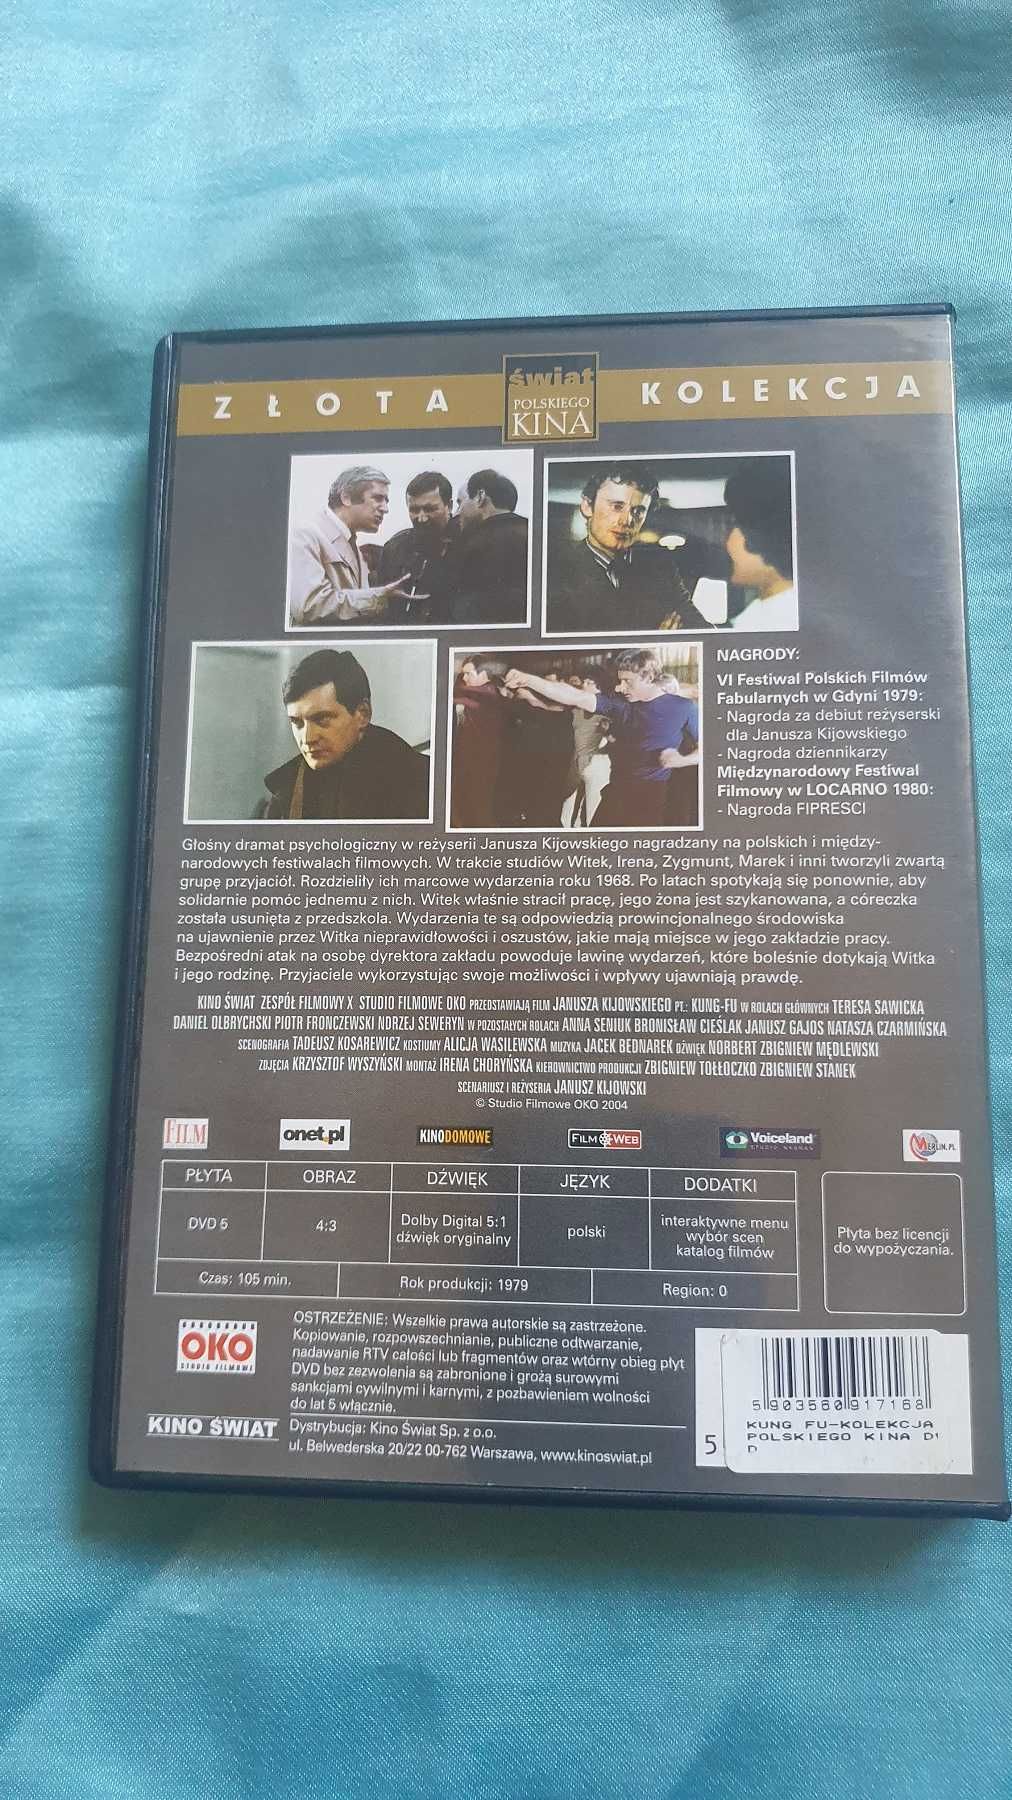 ZŁOTA świat POLSKIEGO KINA KOLEKCJA
NAGRODY:
VI Festiwal Polskich Filmów
Fabularnych w Gdyni 1979:
- Nagroda za debiut reżyserski
dla Janusza Kijowskiego
- Nagroda dziennikarzy
Międzynarodowy Festiwal
Filmowy w LOCARNO 1980:
- Nagroda FIPRESCI
Głośny dramat psychologiczny w reżyserii Janusza Kijowskiego nagradzany na polskich i między-
narodowych festiwalach filmowych. W trakcie studiów Witek, Irena, Zygmunt, Marek i inni tworzyli zwartą
grupę przyjaciół. Rozdzieliły ich marcowe wydarzenia roku 1968. Po latach spotykają się ponownie, aby
solidarnie pomóc jednemu z nich. Witek właśnie stracił pracę, jego żona jest szykanowana, a córeczka
została usunięta z przedszkola. Wydarzenia te są odpowiedzią prowincjonalnego środowiska
na ujawnienie przez Witka nieprawidłowości i oszustów, jakie mają miejsce w jego zakładzie pracy.
Bezpośredni atak na osobę dyrektora zakładu powoduje lawinę wydarzeń, które boleśnie dotykają Witka
i jego rodzinę. Przyjaciele wykorzystując swoje możliwości i wpływy ujawniają prawdę.
KINO ŚWIAT ZESPÓŁ FILMOWY X STUDIO FILMOWE OKO PRZEDSTAWIAJĄ FILM JANUSZA KIJOWSKIEGO PT.: KUNG-FU W ROLACH GŁÓWNYCH TERESA SAWICKA
DANIEL OLBRYCHSKI PIOTR FRONCZEWSKI NDRZEJ SEWERYN W POZOSTAŁYCH ROLACH ANNA SENIUK BRONISŁAW CIEŚLAK JANUSZ GAJOS NATASZA CZARMIŃSKA
SCENOGRAFIA TADEUSZ KOSAREWICZ KOSTIUMY ALICJA WASILEWSKA MUZYKA JACEK BEDNAREK DŹWIĘK NORBERT ZBIGNIEW MĘDLEWSKI
ZDJĘCIA KRZYSZTOF WYSZYŃSKI MONTAŻ IRENA CHORYŃSKA KIEROWNICTWO PRODUKCJI ZBIGNIEW TOŁŁOCZKO ZBIGNIEW STANEK
SCENARIUSZ I REŻYSERIA JANUSZ KIJOWSKI
© Studio Filmowe OKO 2004
FILM onet.pl KINODOMOWE FILMWEB Voiceland MERLIN.PL
PŁYTA OBRAZ DŹWIĘK JĘZYK DODATKI
DVD 5 4:3 Dolby Digital 5:1
dźwięk oryginalny
polski
interaktywne menu
wybór scen
katalog filmów
Płyta bez licencji
do wypożyczania.
Czas: 105 min. Rok produkcji: 1979 Region: 0
OKO
STUDIO FILMOWE
OSTRZEŻENIE: Wszelkie prawa autorskie są zastrzeżone.
Kopiowanie, rozpowszechnianie, publiczne odtwarzanie,
nadawanie RTV całości lub fragmentów oraz wtórny obieg płyt
DVD bez zezwolenia są zabronione i grożą surowymi
sankcjami cywilnymi i karnymi, z pozbawieniem wolności
do lat 5 włącznie.
KINO ŚWIAT
Dystrybucja: Kino Świat Sp. z o.o.
ul. Belwederska 20/22 00-762 Warszawa, www.kinoswiat.pl
5903560917168
KUNG FU-KOLEKCJA
POLSKIEGO KINA D
D
5